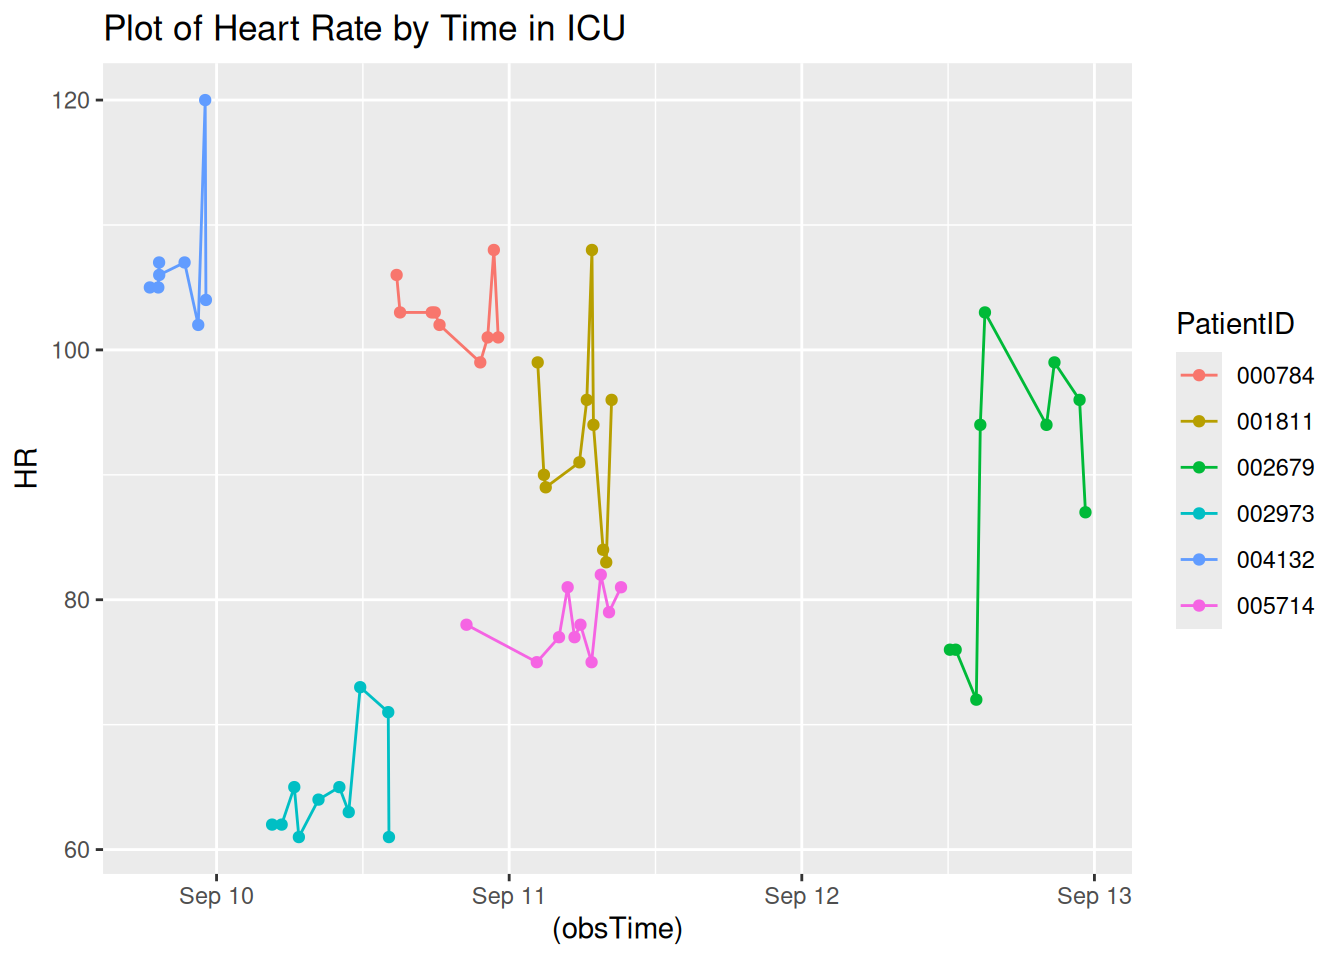 Plot of Heart Rate by Time in ICU
120
100
80
60
HR
Sep 10
Sep 11
Sep 12
Sep 13
(obsTime)
PatientID
000784
001811
002679
002973
004132
005714